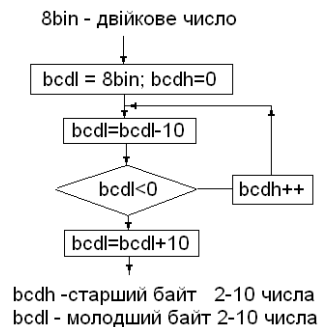 8bin - двійкове число
bcdl = 8bin; bcdh=0
bcdl=bcdl-10
bcdl<0
bcdh++
bcdl=bcdl+10
bcdh -старший байт 2-10 числа
bcdl - молодший байт 2-10 числа